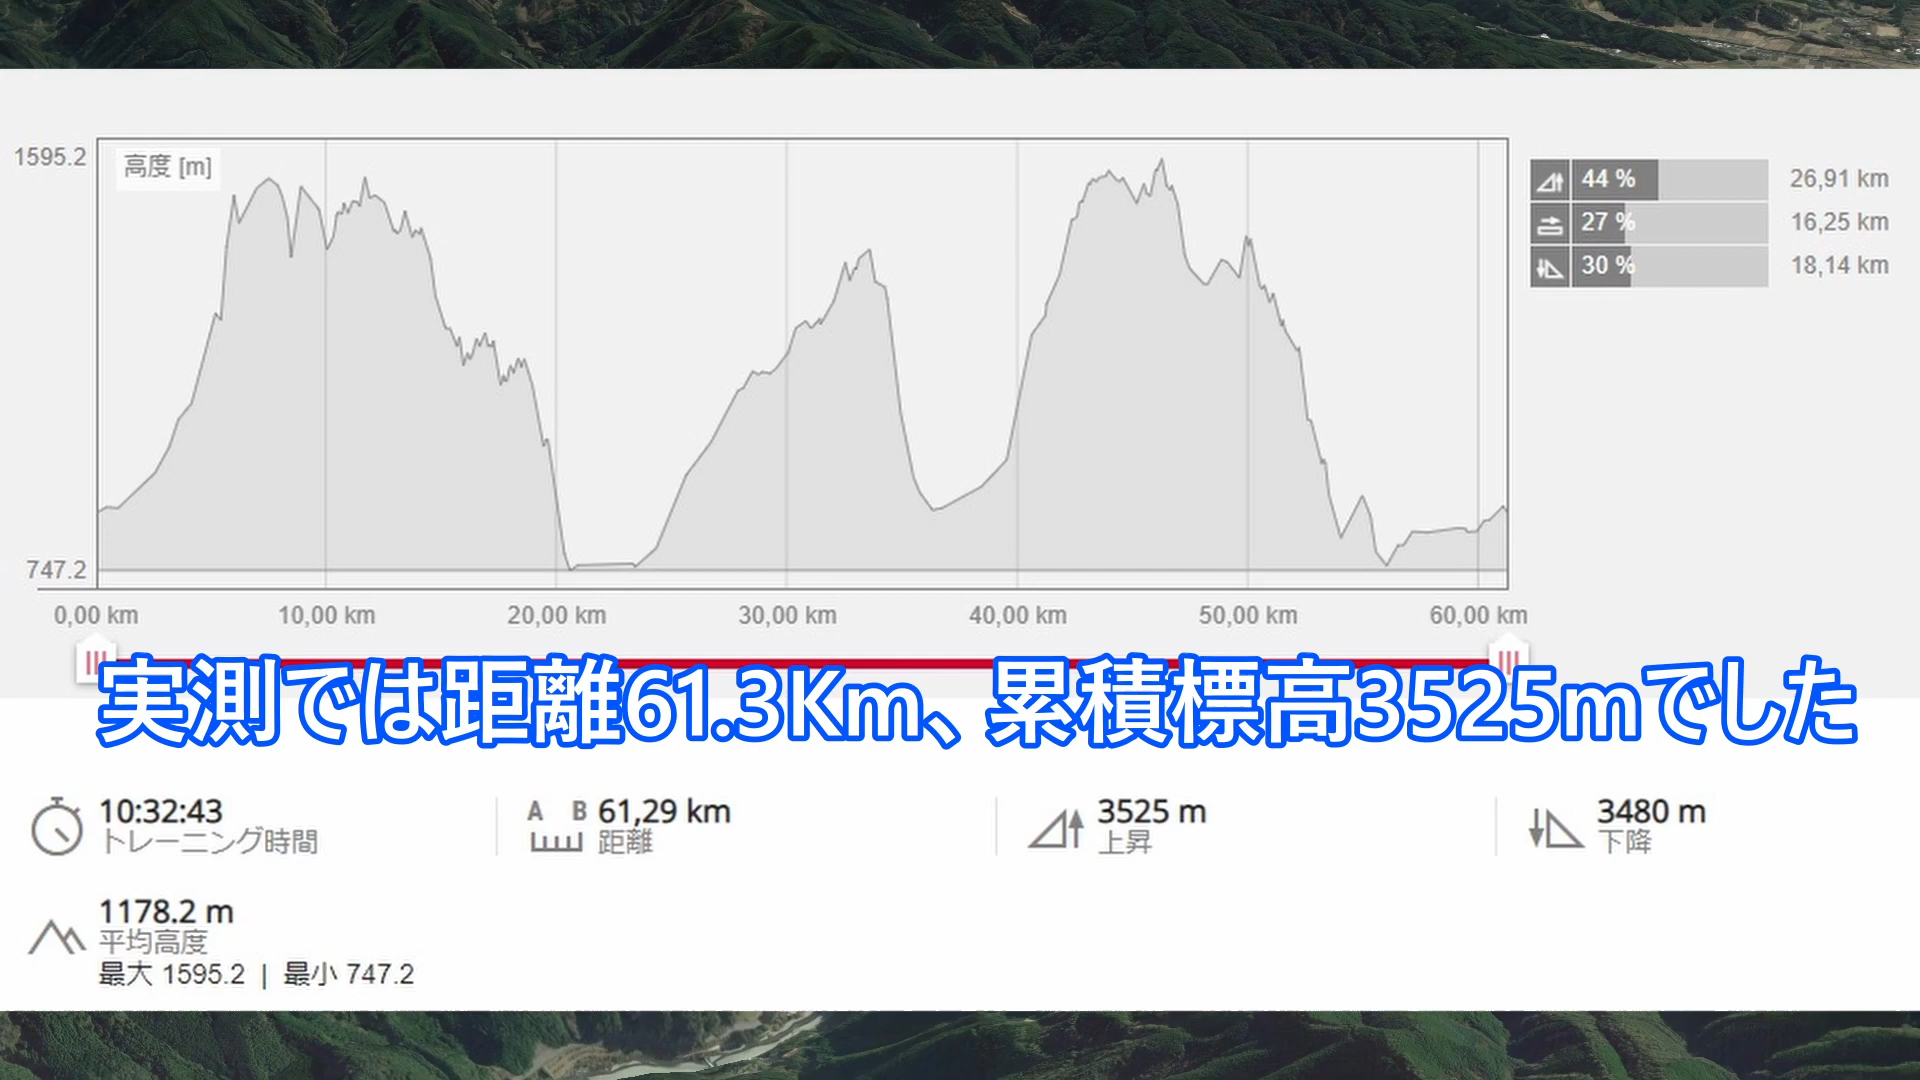 1595.2
高度 [m]
747.2
44 % 26,91 km
27 % 16,25 km
30 % 18,14 km
0,00 km 10,00 km 20,00 km 30,00 km 40,00 km 50,00 km 60,00 km
実測では距離61.3Km、累積標高3525mでした
10:32:43
トレーニング時間
A B 61,29 km
距離
3525 m
上昇
3480 m
下降
1178.2 m
平均高度
最大 1595.2 | 最小 747.2